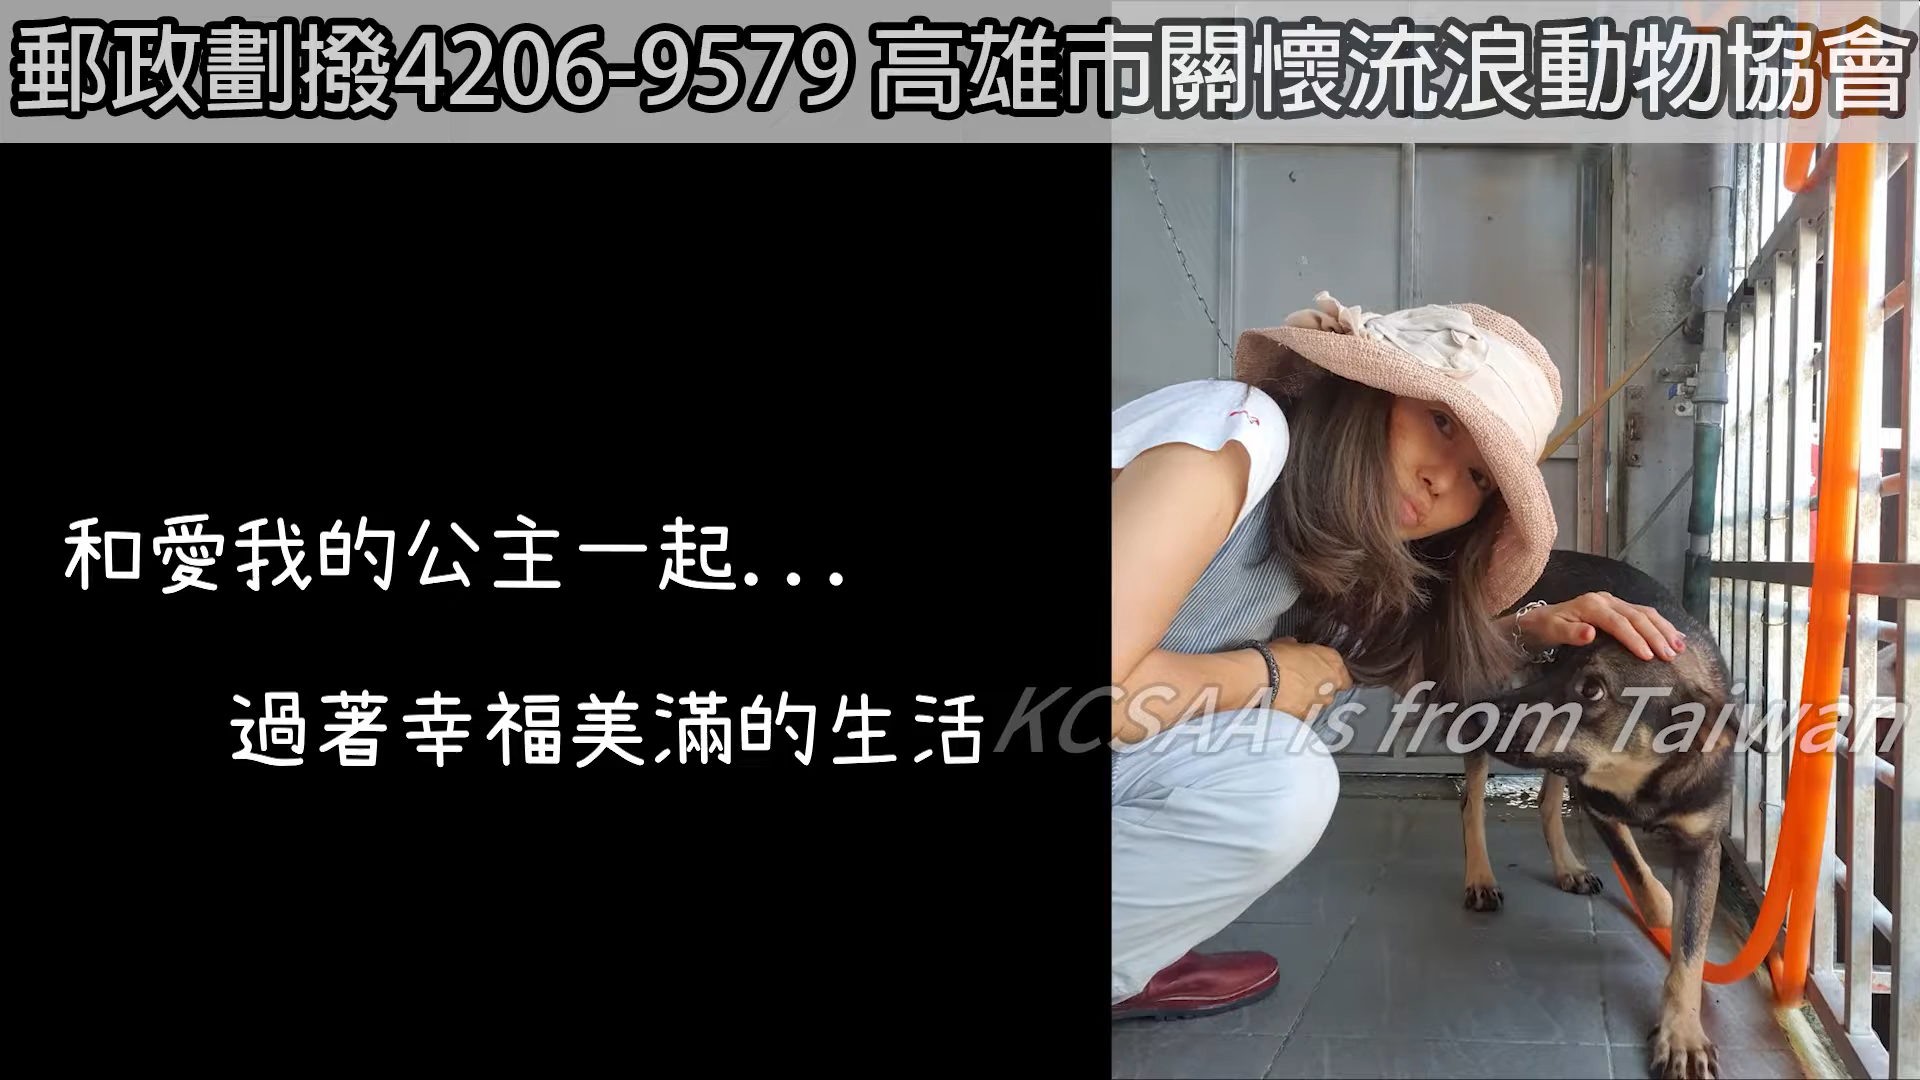 郵政劃撥4206-9579 高雄市關懷流浪動物協會
和愛我的公主一起...
過著幸福美滿的生活
KCSAA is from Taiwan